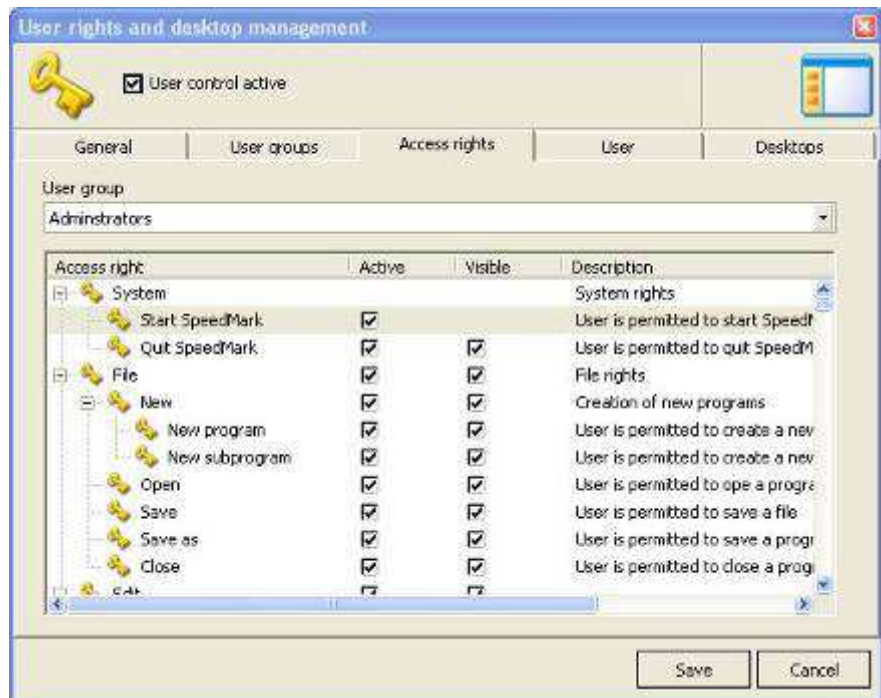 User rights and desktop management
User control active
General User groups Access rights User Desktops
User group
Adminstrators
Access right Active Visible Description
System System rights
Start SpeedMark User is permitted to start Speed
Quit SpeedMark User is permitted to quit SpeedM
File File rights
New Creation of new programs
New program User is permitted to create a new
New subprogram User is permitted to create a new
Open User is permitted to ope a progra
Save User is permitted to save a file
Save as User is permitted to save a progr
Close User is permitted to close a prog
Edit
Save Cancel